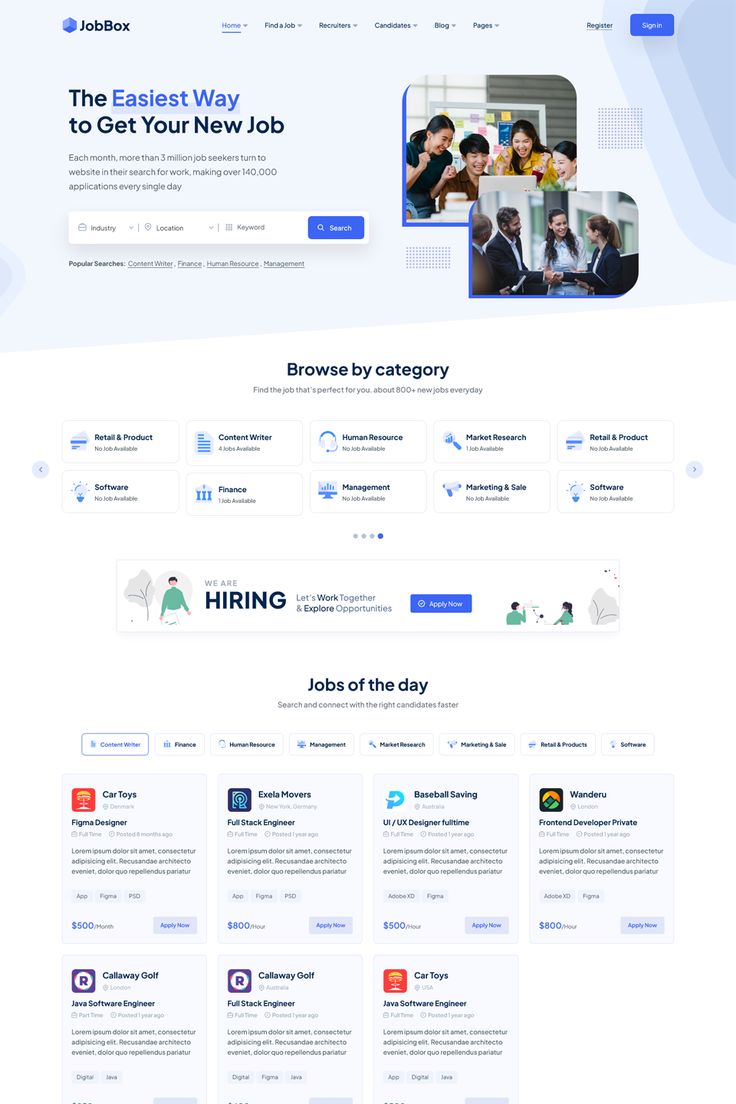 JobBox
Home Find a Job Recruiters Candidates Blog Pages
Register Sign in
The Easiest Way
to Get Your New Job
Each month, more than 3 million job seekers turn to
website in their search for work, making over 140,000
applications every single day
Industry Location Keyword Search
Popular Searches: Content Writer , Finance , Human Resource , Management
Browse by category
Find the job that's perfect for you. about 800+ new jobs everyday
Retail & Product
No Job Available
Content Writer
4 Jobs Available
Human Resource
No Job Available
Market Research
1 Job Available
Retail & Product
No Job Available
Software
No Job Available
Finance
1 Job Available
Management
No Job Available
Marketing & Sale
No Job Available
Software
No Job Available
WE ARE
HIRING
Let's Work Together
& Explore Opportunities
Apply Now
Jobs of the day
Search and connect with the right candidates faster
Content Writer Finance Human Resource Management Market Research Marketing & Sale Retail & Products Software
Car Toys
Denmark
Figma Designer
Full Time Posted 8 months ago
Lorem ipsum dolor sit amet, consectetur
adipisicing elit. Recusandae architecto
eveniet, dolor quo repellendus pariatur
App Figma PSD
$500/Month Apply Now
Exela Movers
New York, Germany
Full Stack Engineer
Full Time Posted 1 year ago
Lorem ipsum dolor sit amet, consectetur
adipisicing elit. Recusandae architecto
eveniet, dolor quo repellendus pariatur
App Figma PSD
$800/Hour Apply Now
Baseball Saving
Australia
UI / UX Designer fulltime
Full Time Posted 1 year ago
Lorem ipsum dolor sit amet, consectetur
adipisicing elit. Recusandae architecto
eveniet, dolor quo repellendus pariatur
Adobe XD Figma
$500/Hour Apply Now
Wanderu
London
Frontend Developer Private
Full Time Posted 1 year ago
Lorem ipsum dolor sit amet, consectetur
adipisicing elit. Recusandae architecto
eveniet, dolor quo repellendus pariatur
Adobe XD Figma
$800/Hour Apply Now
Callaway Golf
London
Java Software Engineer
Part Time Posted 1 year ago
Lorem ipsum dolor sit amet, consectetur
adipisicing elit. Recusandae architecto
eveniet, dolor quo repellendus pariatur
Digital Java
Callaway Golf
Australia
Full Stack Engineer
Full Time Posted 1 year ago
Lorem ipsum dolor sit amet, consectetur
adipisicing elit. Recusandae architecto
eveniet, dolor quo repellendus pariatur
Digital Figma Java
Car Toys
USA
Java Software Engineer
Full Time Posted 1 year ago
Lorem ipsum dolor sit amet, consectetur
adipisicing elit. Recusandae architecto
eveniet, dolor quo repellendus pariatur
App Digital Java